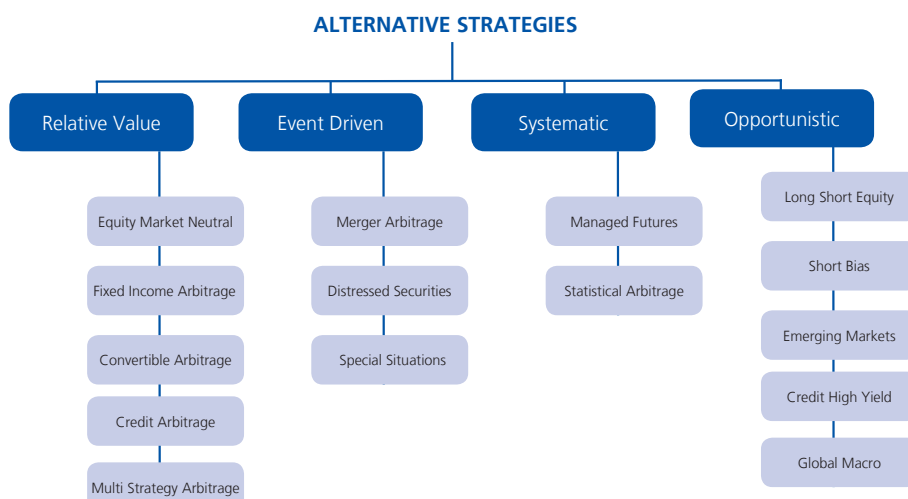 ALTERNATIVE STRATEGIES
Relative Value
Event Driven
Systematic
Opportunistic
Equity Market Neutral
Fixed Income Arbitrage
Convertible Arbitrage
Credit Arbitrage
Multi Strategy Arbitrage
Merger Arbitrage
Distressed Securities
Special Situations
Managed Futures
Statistical Arbitrage
Long Short Equity
Short Bias
Emerging Markets
Credit High Yield
Global Macro